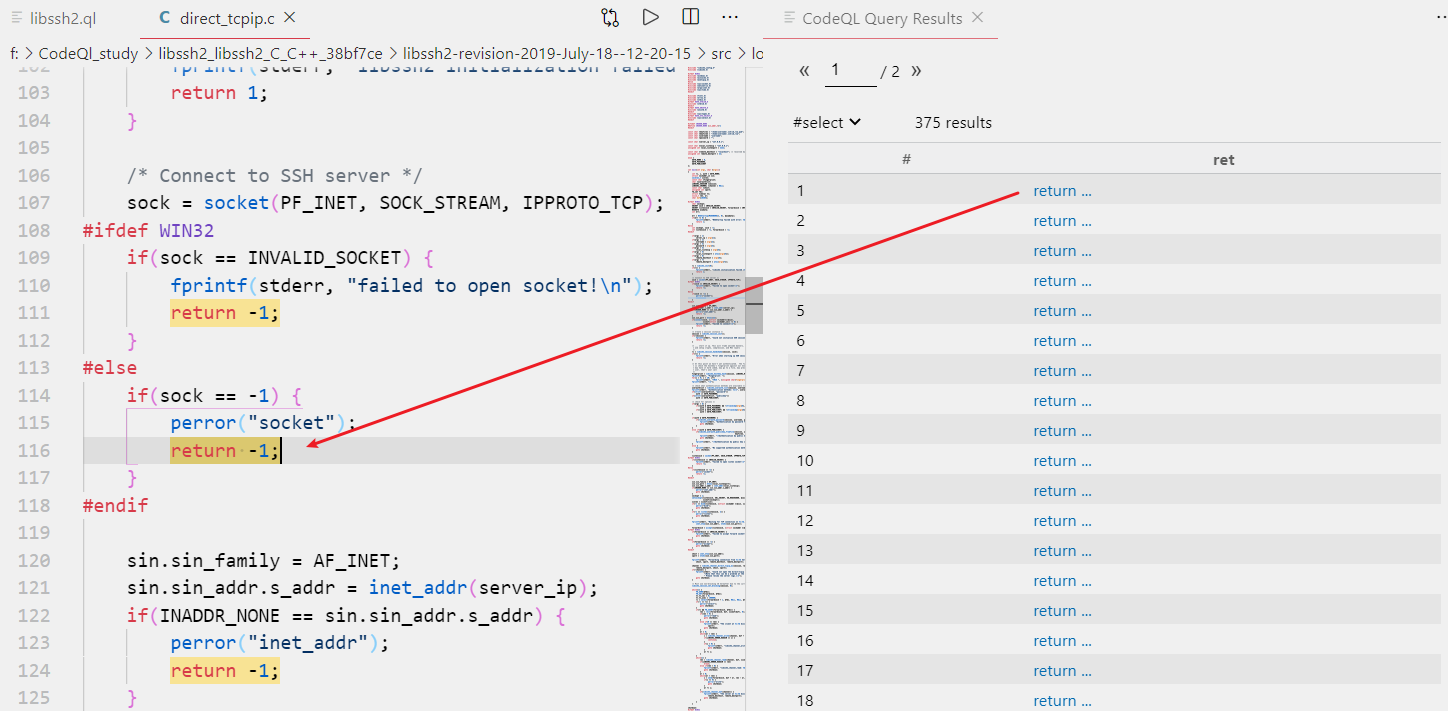 libssh2.ql
C direct_tcpip.c
CodeQL Query Results
f: > CodeQl_study > libssh2_libssh2_C_C++_38bf7ce > libssh2-revision-2019-July-18--12-20-15 > src > lo
102 fprintf(stderr, "libssh2 initialization failed
103 return 1;
104 }
105
106 /* Connect to SSH server */
107 sock = socket(PF_INET, SOCK_STREAM, IPPROTO_TCP);
108 #ifdef WIN32
109 if(sock == INVALID_SOCKET) {
110 fprintf(stderr, "failed to open socket!\n");
111 return -1;
112 }
113 #else
114 if(sock == -1) {
115 perror("socket");
116 return -1;
117 }
118 #endif
119
120 sin.sin_family = AF_INET;
121 sin.sin_addr.s_addr = inet_addr(server_ip);
122 if(INADDR_NONE == sin.sin_addr.s_addr) {
123 perror("inet_addr");
124 return -1;
125 }
« 1 / 2 »
#select 375 results
# ret
1 return ...
2 return ...
3 return ...
4 return ...
5 return ...
6 return ...
7 return ...
8 return ...
9 return ...
10 return ...
11 return ...
12 return ...
13 return ...
14 return ...
15 return ...
16 return ...
17 return ...
18 return ...